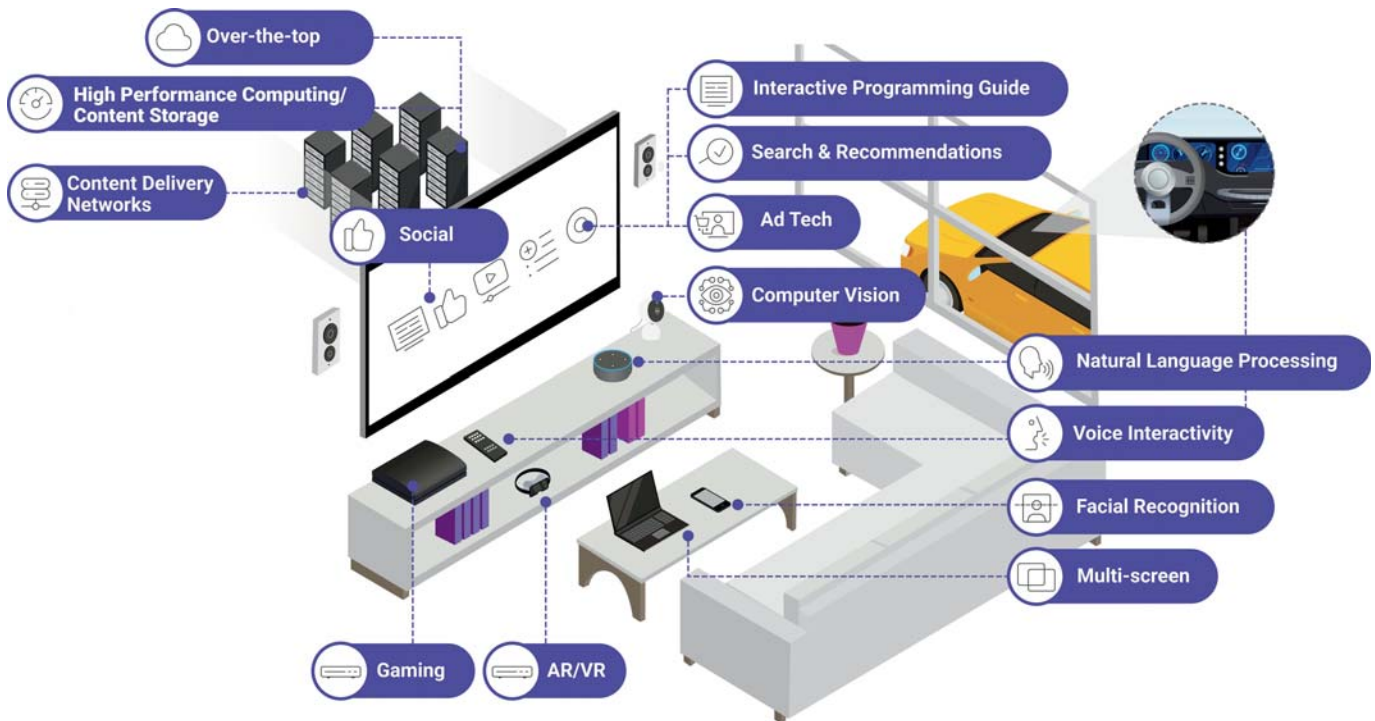 Over-the-top
High Performance Computing/
Content Storage
Content Delivery
Networks
Social
Interactive Programming Guide
Search & Recommendations
Ad Tech
Computer Vision
Natural Language Processing
Voice Interactivity
Facial Recognition
Multi-screen
Gaming
AR/VR